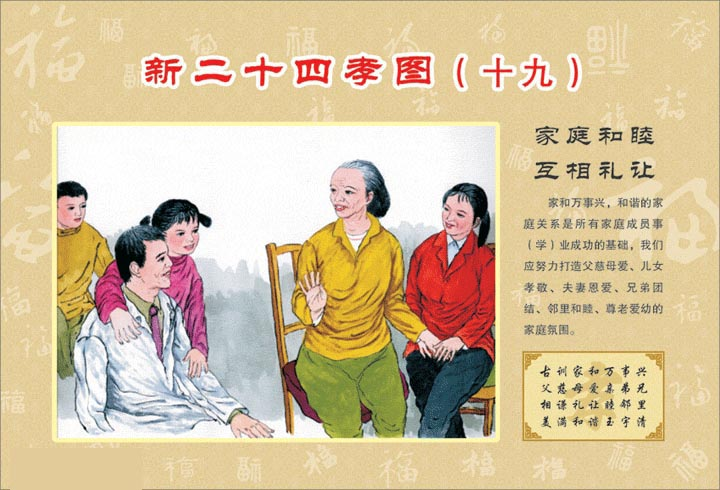 新二十四孝图（十九）
家庭和睦
互相礼让
家和万事兴，和谐的家
庭关系是所有家庭成员事
（学）业成功的基础，我们
应努力打造父慈母爱、儿女
孝敬、夫妻恩爱、兄弟团
结、邻里和睦、尊老爱幼的
家庭氛围。
古训家和万事兴
父慈母爱亲弟兄
相谦礼让睦邻里
美满和谐玉宇清
福